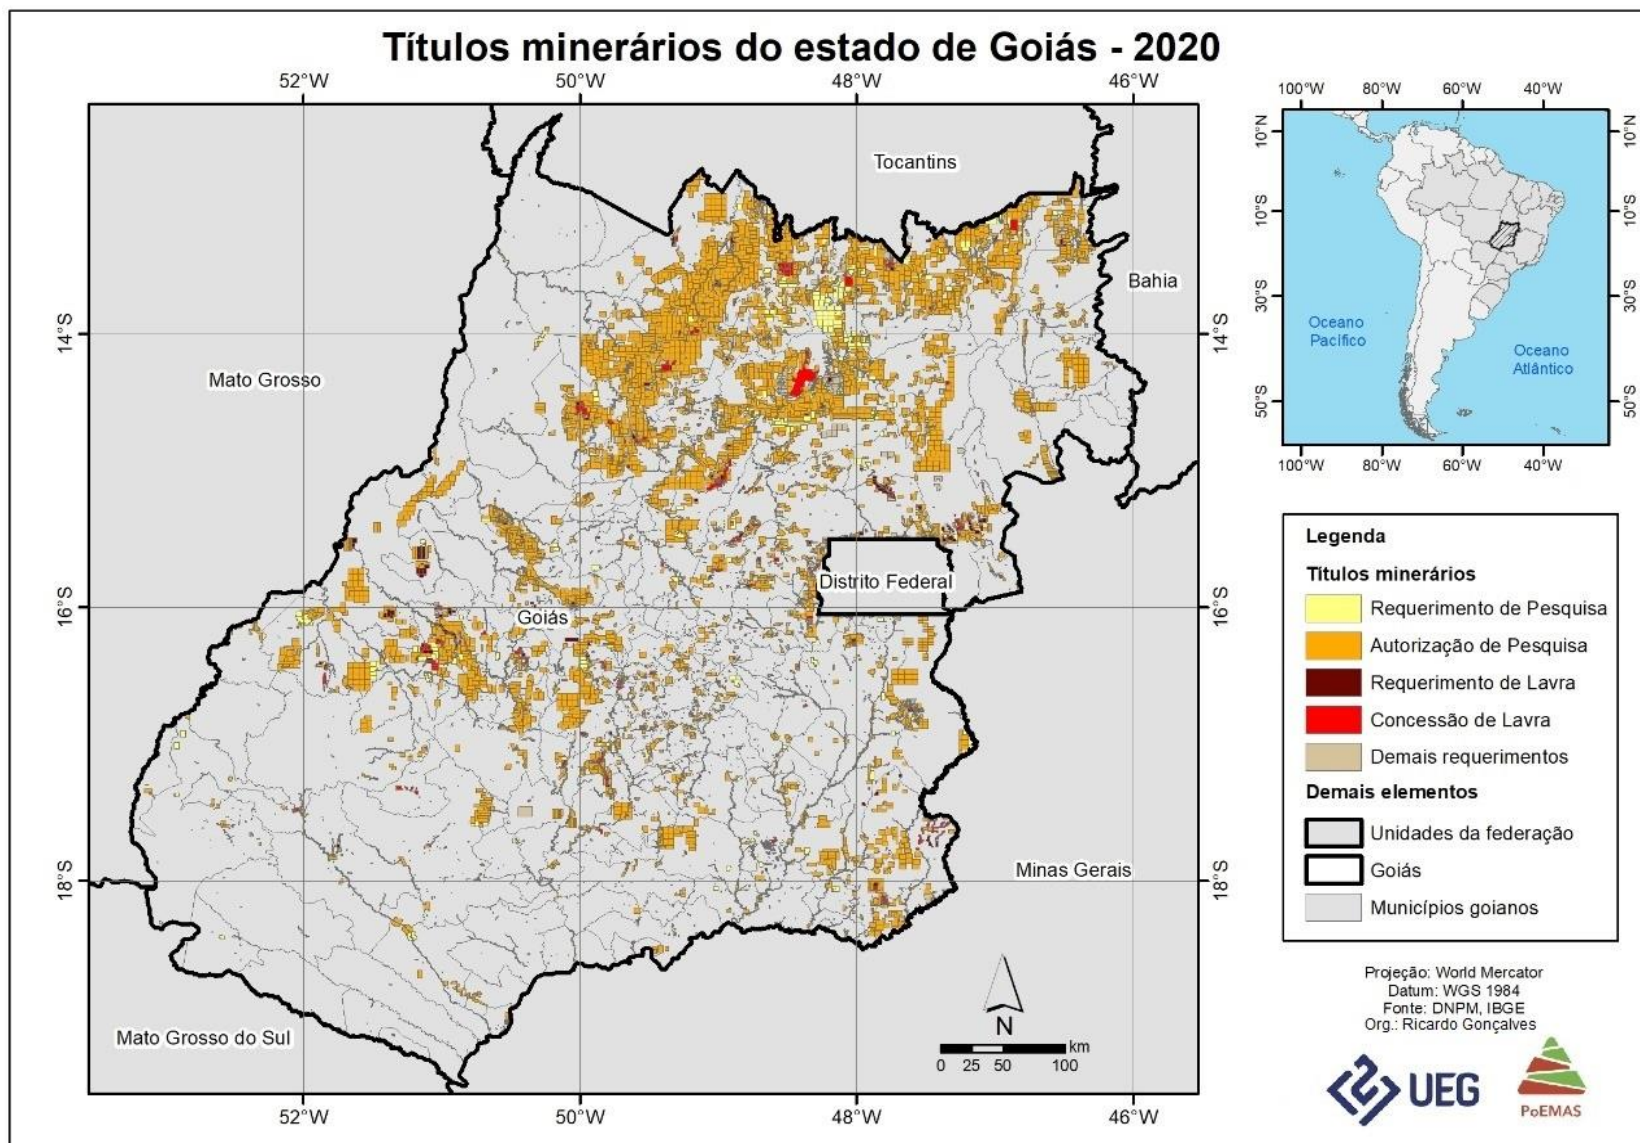 Títulos minerários do estado de Goiás - 2020
52°W 50°W 48°W 46°W
14°S
16°S
18°S
14°S
16°S
18°S
52°W 50°W 48°W 46°W
Tocantins
Bahia
Mato Grosso
Distrito Federal
Goiás
Minas Gerais
Mato Grosso do Sul
N
km
0 25 50 100
100°W 80°W 60°W 40°W
10°N
10°S
30°S
50°S
10°N
10°S
30°S
50°S
Oceano
Pacífico
Oceano
Atlântico
100°W 80°W 60°W 40°W
Legenda
Títulos minerários
Requerimento de Pesquisa
Autorização de Pesquisa
Requerimento de Lavra
Concessão de Lavra
Demais requerimentos
Demais elementos
Unidades da federação
Goiás
Municípios goianos
Projeção: World Mercator
Datum: WGS 1984
Fonte: DNPM, IBGE
Org.: Ricardo Gonçalves
UEG
PoEMAS